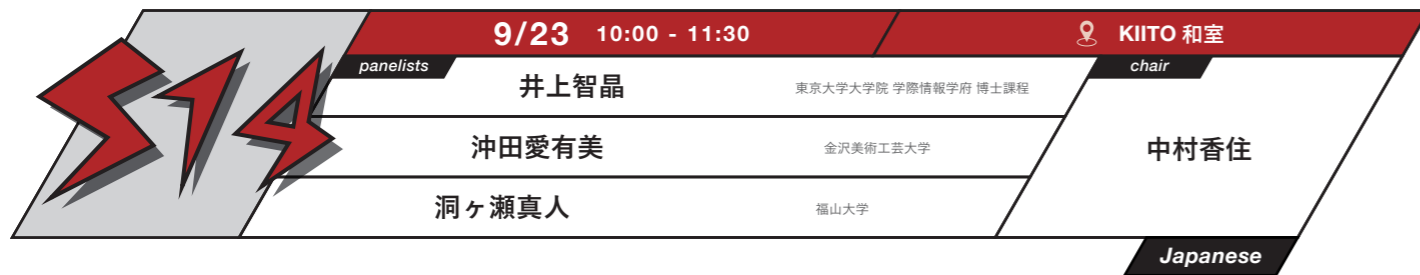 S14
9/23 10:00 - 11:30
KIITO 和室
panelists
chair
井上智晶 東京大学大学院 学際情報学府 博士課程
沖田愛有美 金沢美術工芸大学
中村香住
洞ヶ瀬真人 福山大学
Japanese